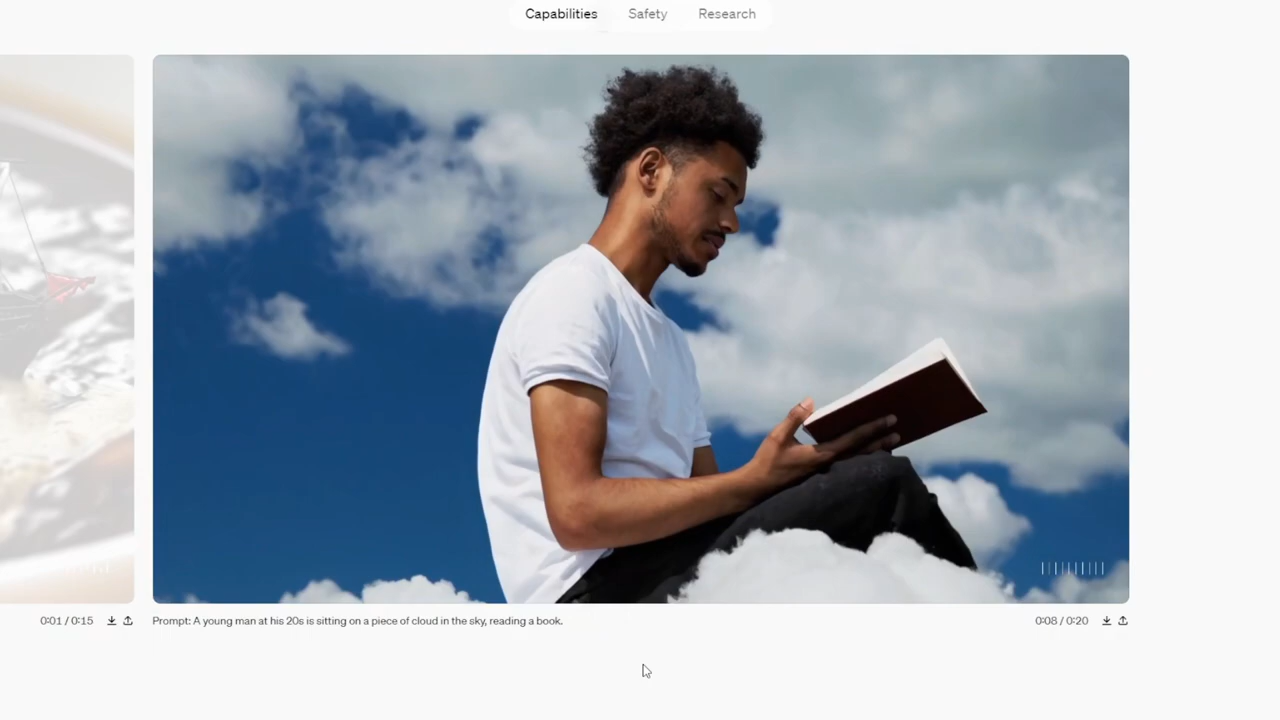 Capabilities Safety Research
0:01 / 0:15
Prompt: A young man at his 20s is sitting on a piece of cloud in the sky, reading a book.
0:08 / 0:20